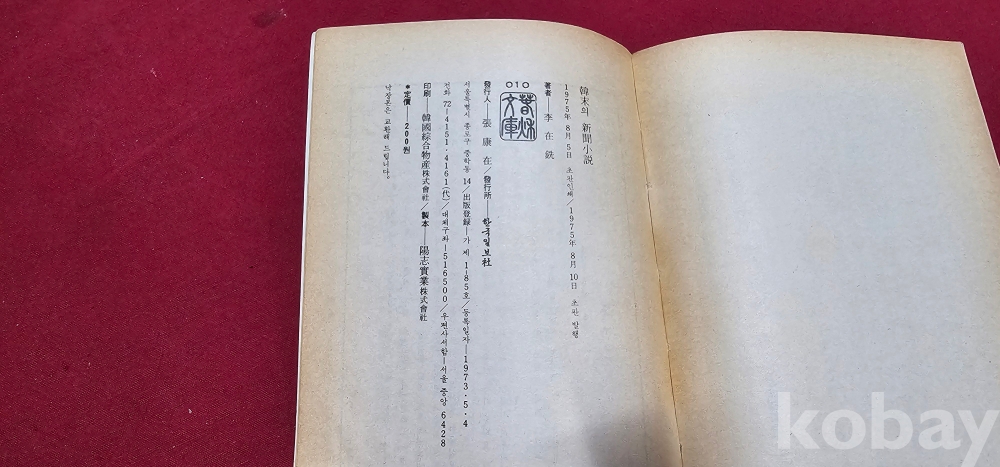 韓末의 新聞小說
1975年 8月 5日 초판인쇄/1975年 8月 10日 초판 발행
著者──李在銑
010
春秋文庫
發行人──張康在/發行所──한국일보社
서울특별시 종로구 중학동 14/出版登錄─가 제 1-85호/등록일자─1973·5·4
전화 72─4151·4161(代)/대체구좌─516500/우편사서함─서울 중앙 6428
印刷──韓國綜合物産株式會社/製本──陽志實業株式會社
●定價──200원
낙장본은 교환해 드립니다.
kobay